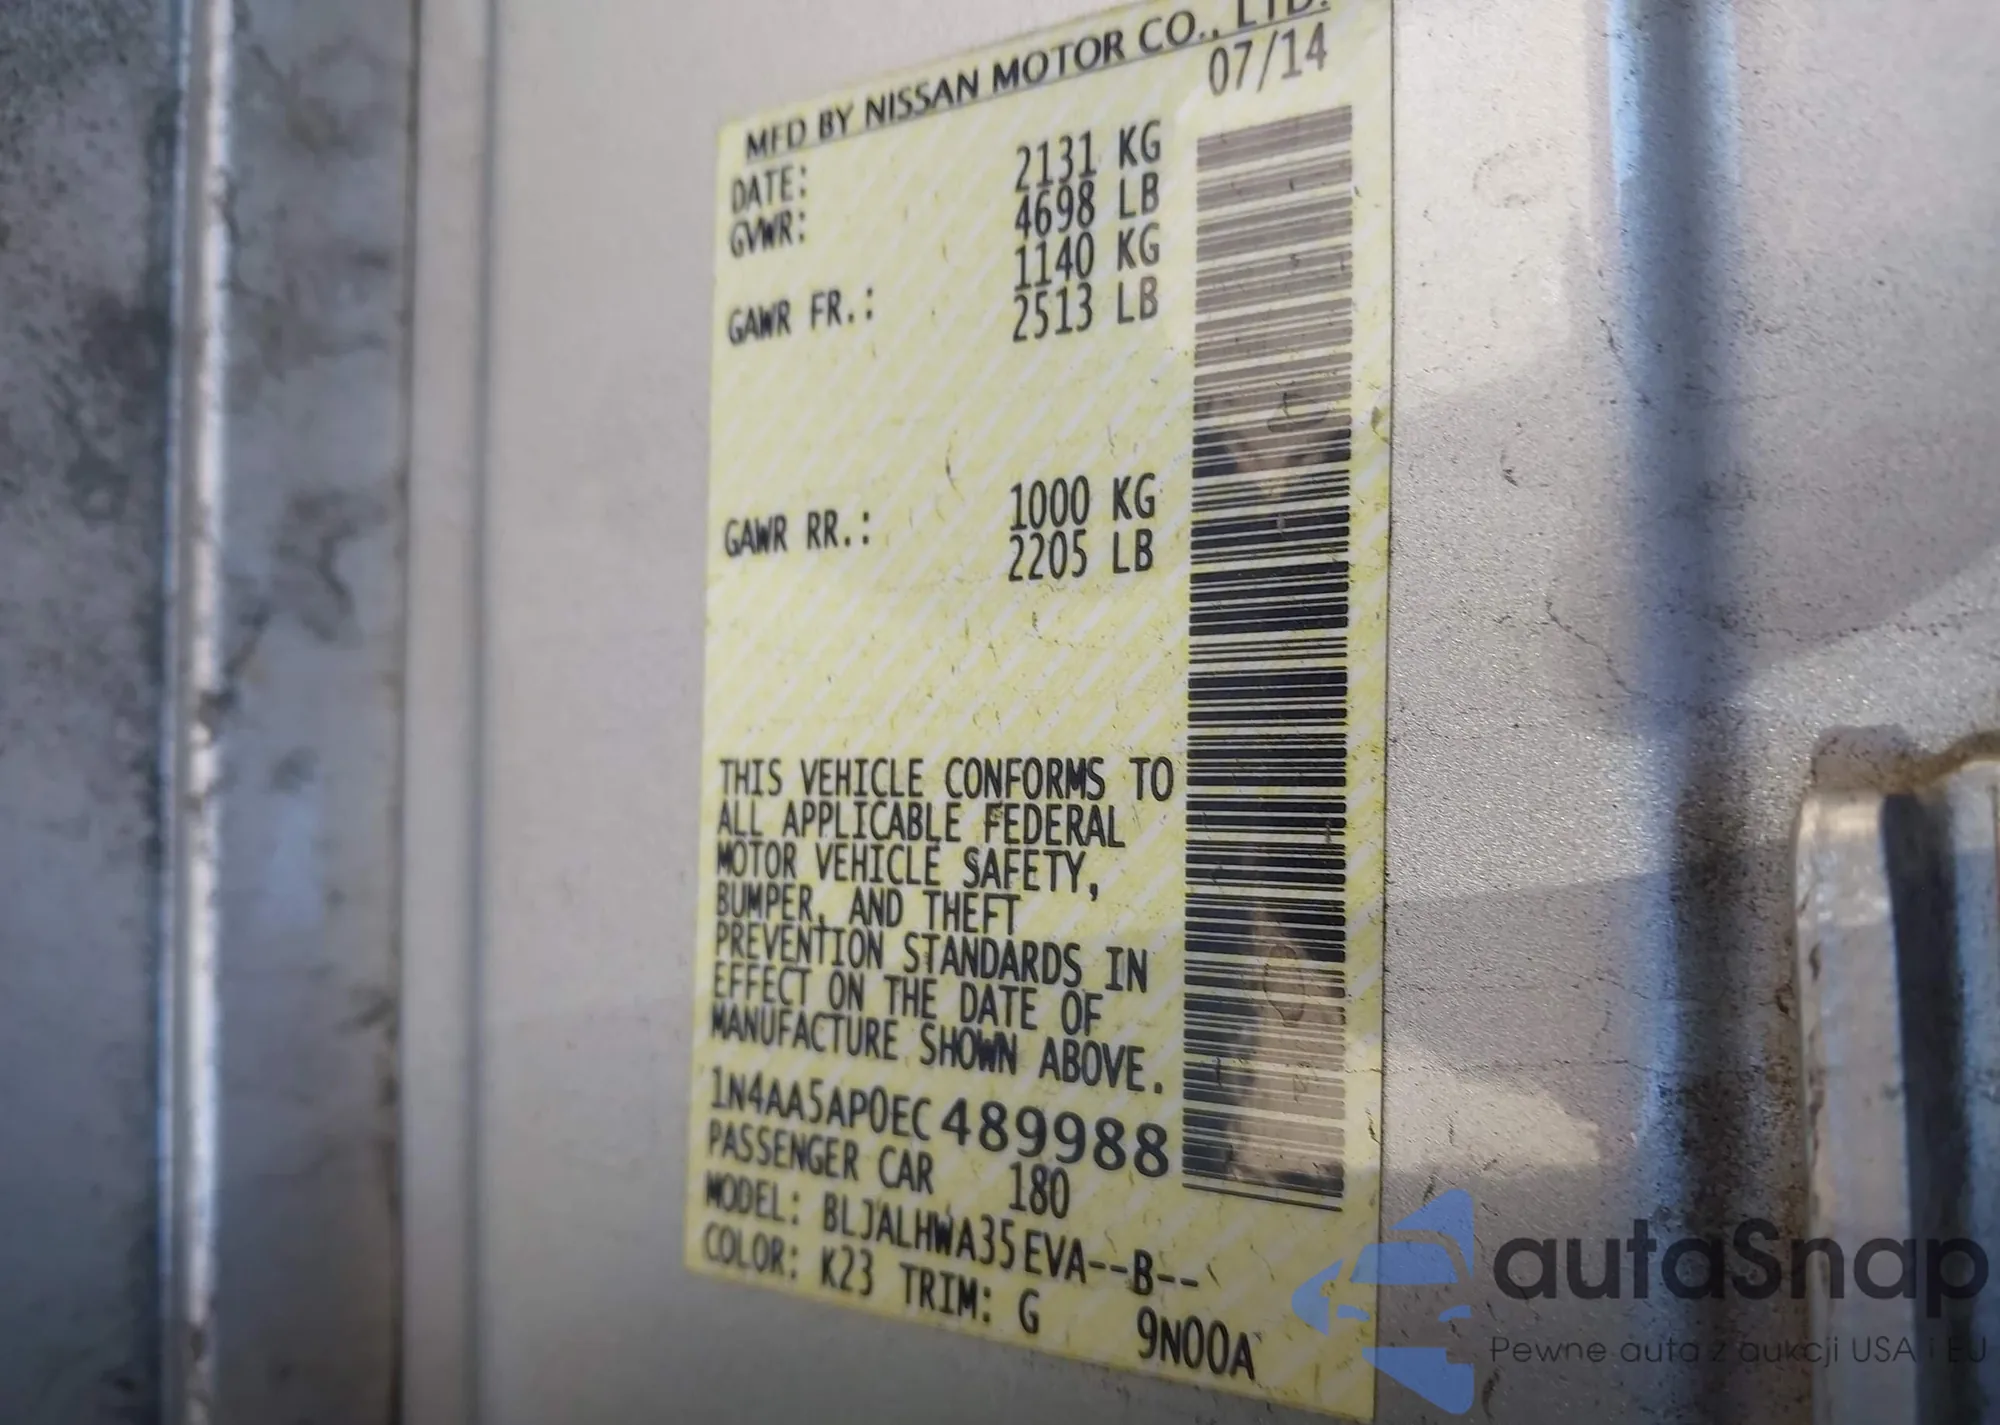 MFD BY NISSAN MOTOR CO., LTD.
DATE: 07/14
GVWR: 2131 KG
4698 LB
GAWR FR.: 1140 KG
2513 LB
GAWR RR.: 1000 KG
2205 LB
THIS VEHICLE CONFORMS TO
ALL APPLICABLE FEDERAL
MOTOR VEHICLE SAFETY,
BUMPER, AND THEFT
PREVENTION STANDARDS IN
EFFECT ON THE DATE OF
MANUFACTURE SHOWN ABOVE.
1N4AA5AP0EC489988
PASSENGER CAR 180
MODEL: BLJALHWA35EVA--B--
COLOR: K23 TRIM: G 9N00A
autaSnap
Pewne auta z aukcji USA i EU